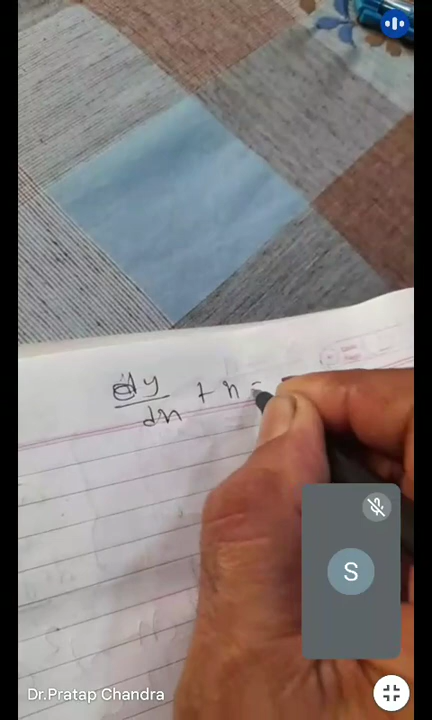 dy/dx + x =
S
Dr.Pratap Chandra